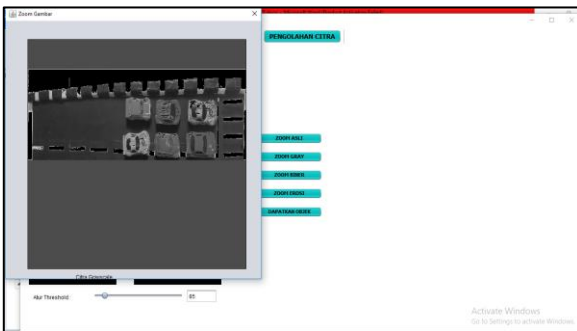 Zoom Gambar
PENGOLAHAN CITRA
ZOOM ASLI
ZOOM GRAY
ZOOM BINER
ZOOM EROSI
DAPATKAN OBJEK
Citra Grayscale
Atur Threshold:
85
Activate Windows
Go to Settings to activate Windows.